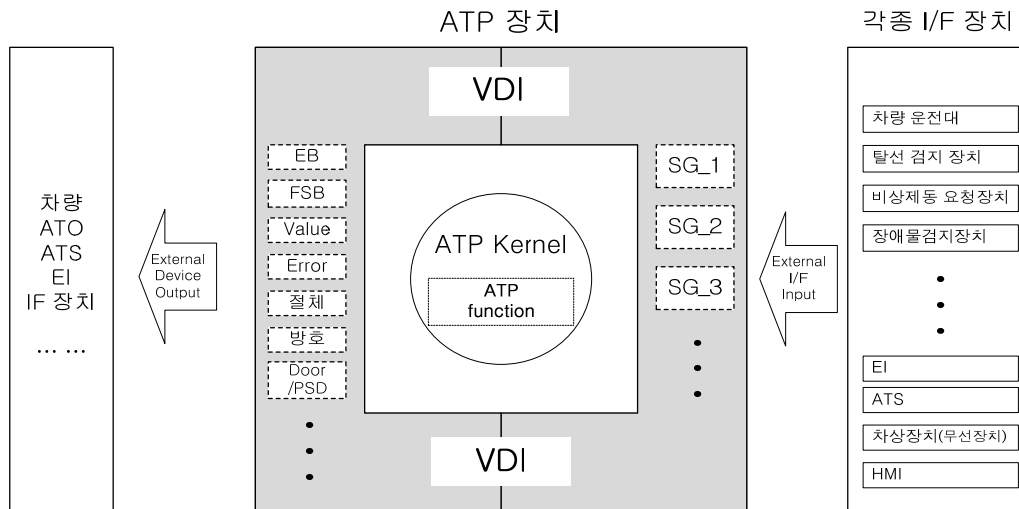 ATP 장치
각종 I/F 장치
차량
ATO
ATS
EI
IF 장치
... ...
External
Device
Output
VDI
EB
FSB
Value
Error
절체
방호
Door
/PSD
ATP Kernel
ATP
function
VDI
SG_1
SG_2
SG_3
External
I/F
Input
차량 운전대
탈선 검지 장치
비상제동 요청장치
장애물검지장치
EI
ATS
차상장치(무선장치)
HMI